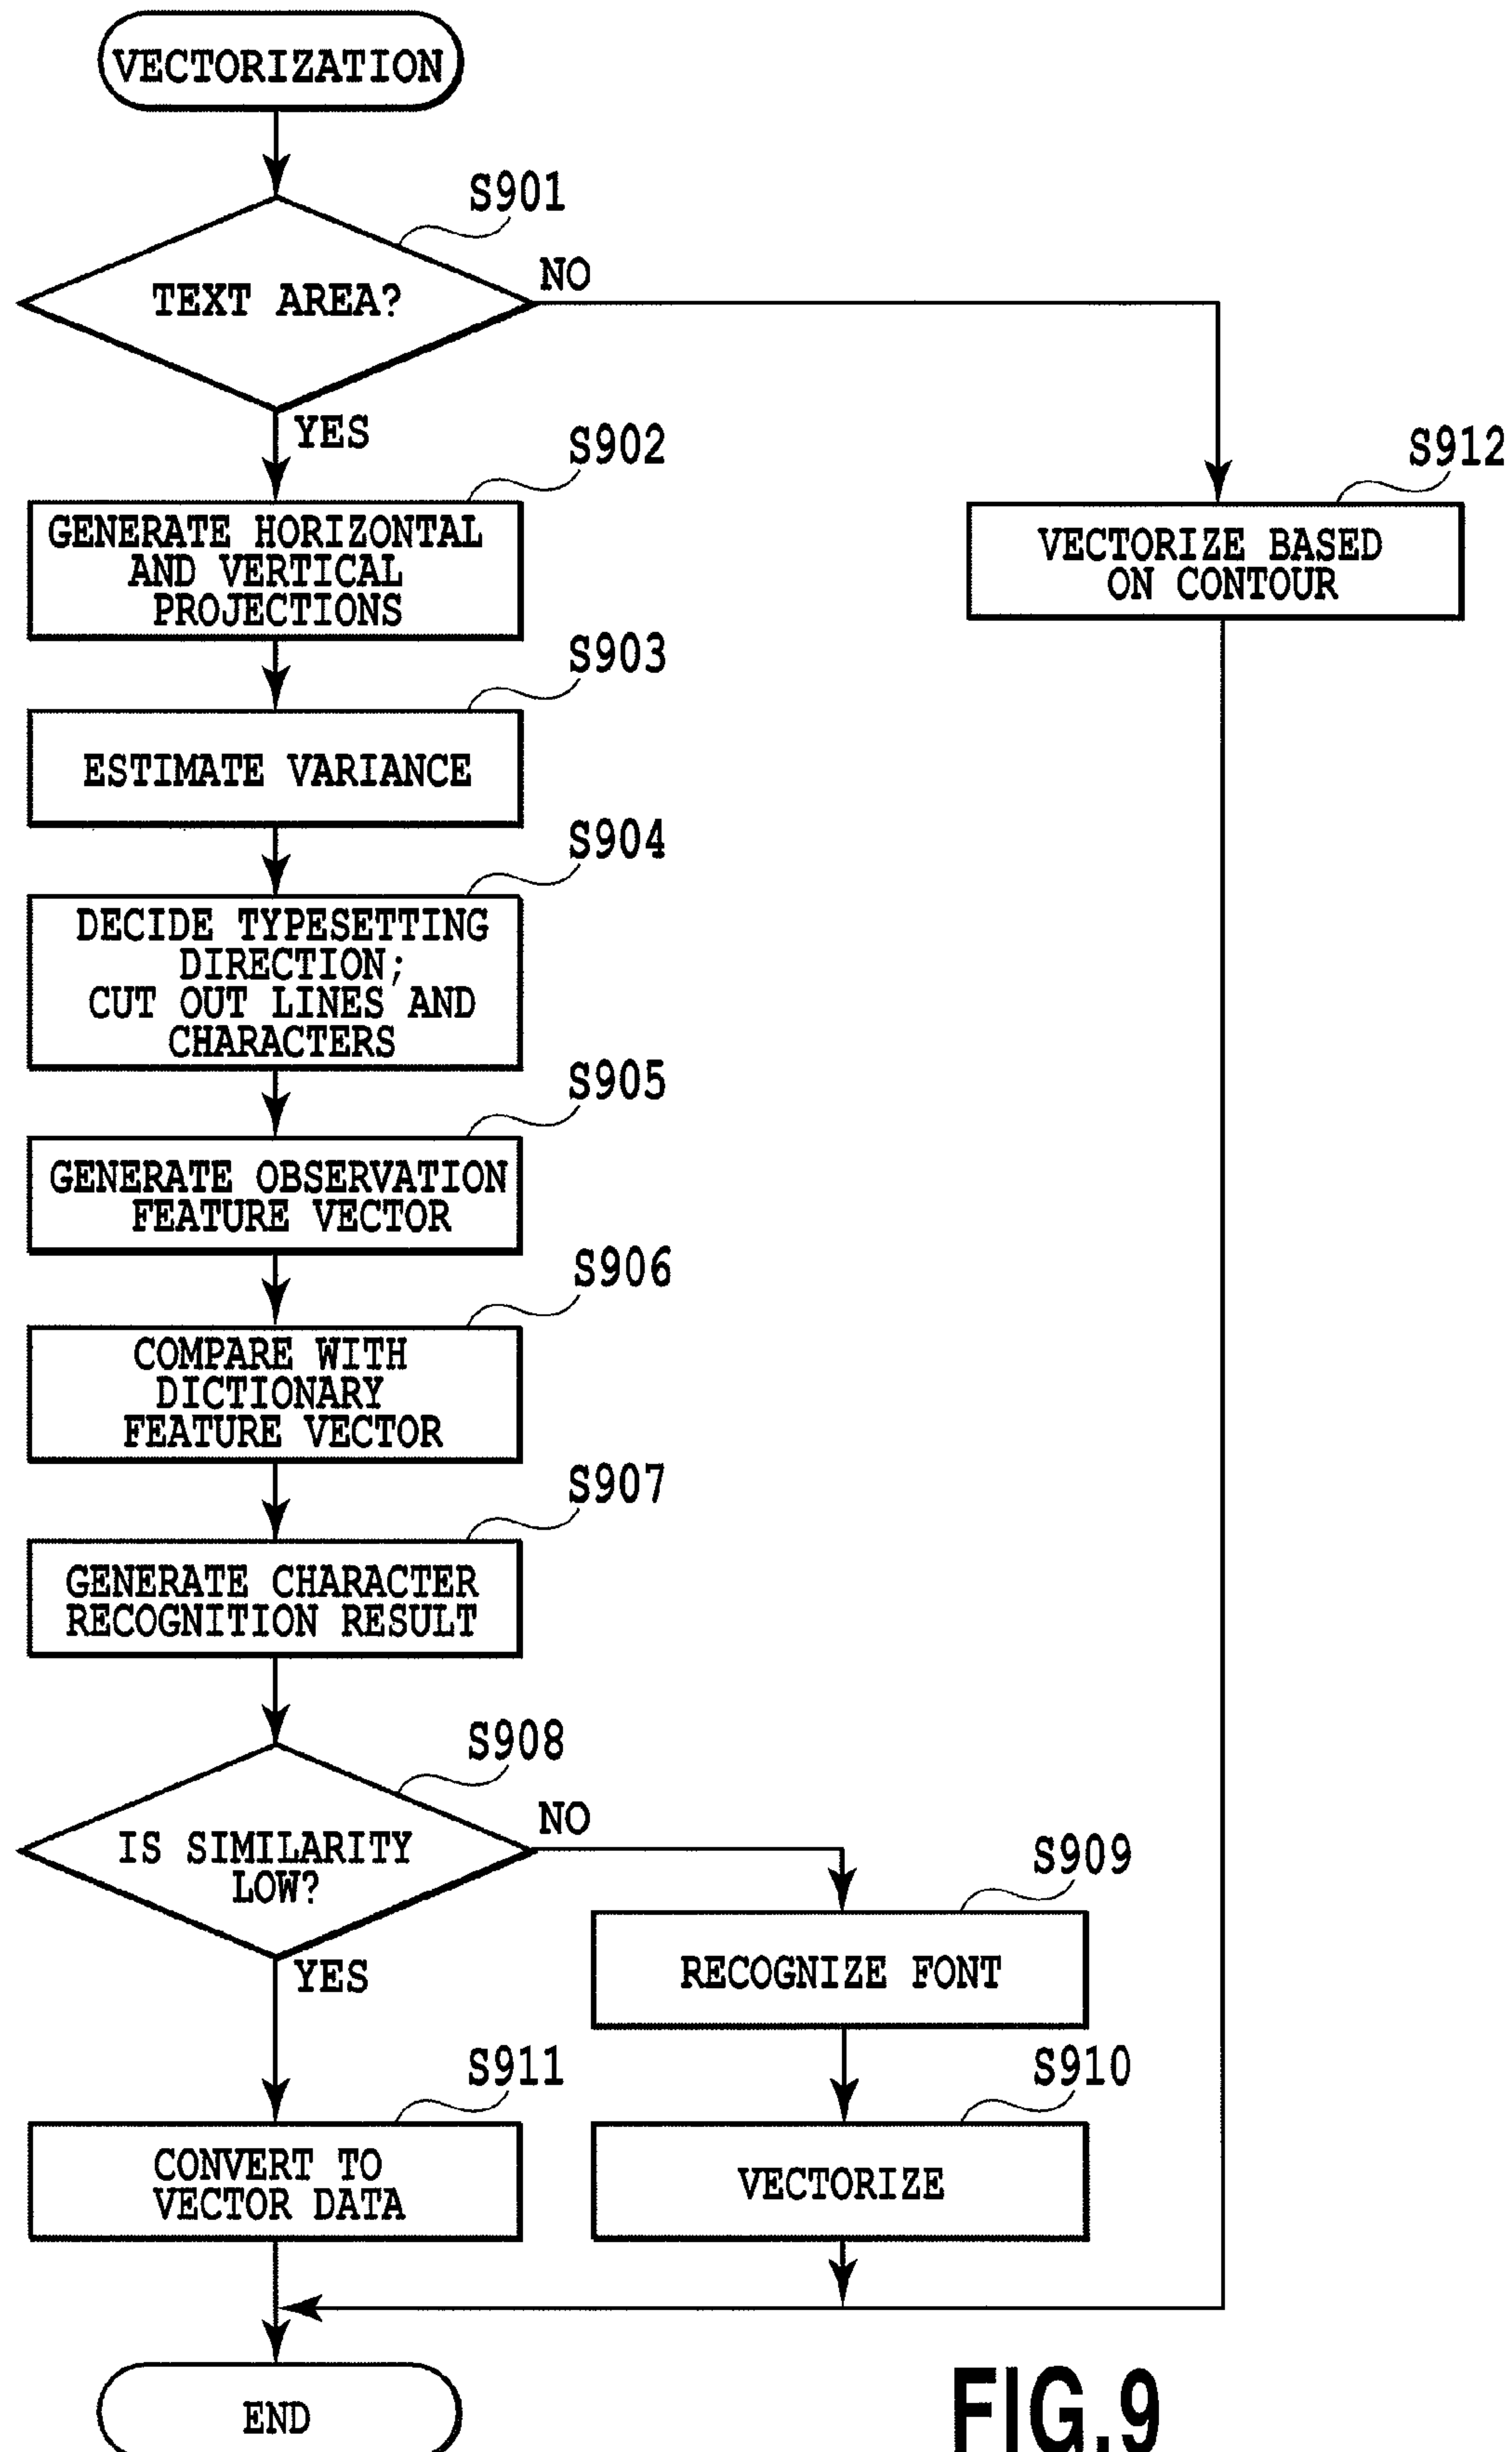 VECTORIZATION
S901
TEXT AREA?
NO
YES
S902
GENERATE HORIZONTAL
AND VERTICAL
PROJECTIONS
S912
VECTORIZE BASED
ON CONTOUR
S903
ESTIMATE VARIANCE
S904
DECIDE TYPESETTING
DIRECTION;
CUT OUT LINES AND
CHARACTERS
S905
GENERATE OBSERVATION
FEATURE VECTOR
S906
COMPARE WITH
DICTIONARY
FEATURE VECTOR
S907
GENERATE CHARACTER
RECOGNITION RESULT
S908
IS SIMILARITY
LOW?
NO
YES
S909
RECOGNIZE FONT
S911
CONVERT TO
VECTOR DATA
S910
VECTORIZE
END
FIG.9